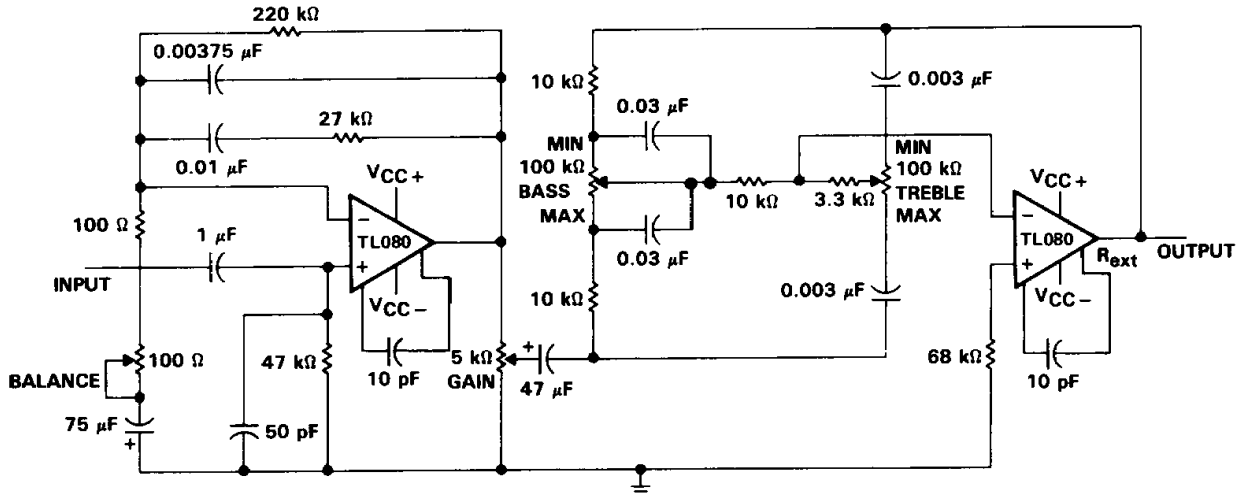 220 kΩ
0.00375 μF
27 kΩ
0.01 μF
100 Ω
VCC+
−
TL080
+
VCC−
1 μF
INPUT
100 Ω
BALANCE
75 μF
+
50 pF
47 kΩ
10 pF
5 kΩ
GAIN
+
47 μF
10 kΩ
0.03 μF
MIN
100 kΩ
BASS
MAX
0.03 μF
10 kΩ
10 kΩ
3.3 kΩ
0.003 μF
MIN
100 kΩ
TREBLE
MAX
0.003 μF
VCC+
−
TL080
+
VCC−
Rext
OUTPUT
68 kΩ
10 pF